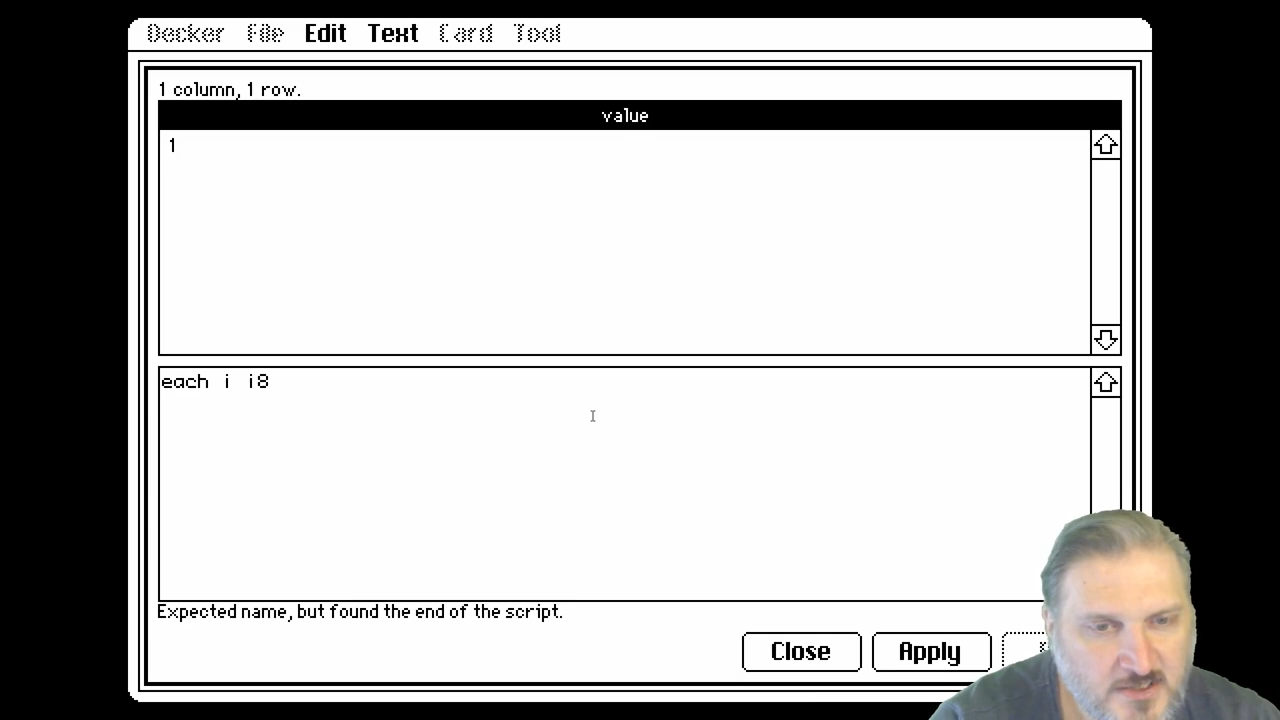 Decker File Edit Text Card Tool
1 column, 1 row.
value
1
each i i8
Expected name, but found the end of the script.
Close Apply